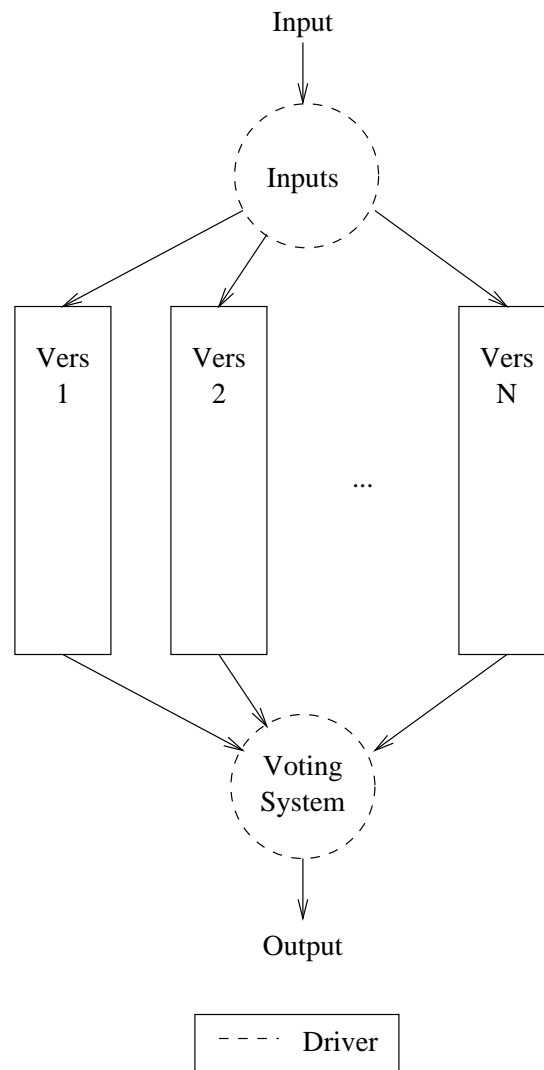 Input
Inputs
Vers
1
Vers
2
...
Vers
N
Voting
System
Output
Driver